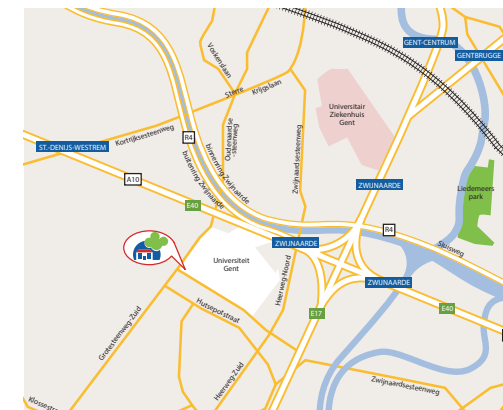 GENT-CENTRUM
GENTBRUGGE
Voskenslaan
Sterre
Krijgslaan
Universitair
Ziekenhuis
Gent
Kortrijksesteenweg
R4
Oudenaardse
-steenweg
ST.-DENIJS-WESTREM
binnenring Zwijnaarde
buitenring Zwijnaarde
Zwijnaardsesteenweg
A10
ZWIJNAARDE
Liedemeers
park
E40
R4
ZWIJNAARDE
Sluisweg
Universiteit
Gent
Heerweg-Noord
ZWIJNAARDE
Hutsepotstraat
E17
E40
Grotesteenweg-Zuid
Heerweg-Zuid
Zwijnaardsesteenweg